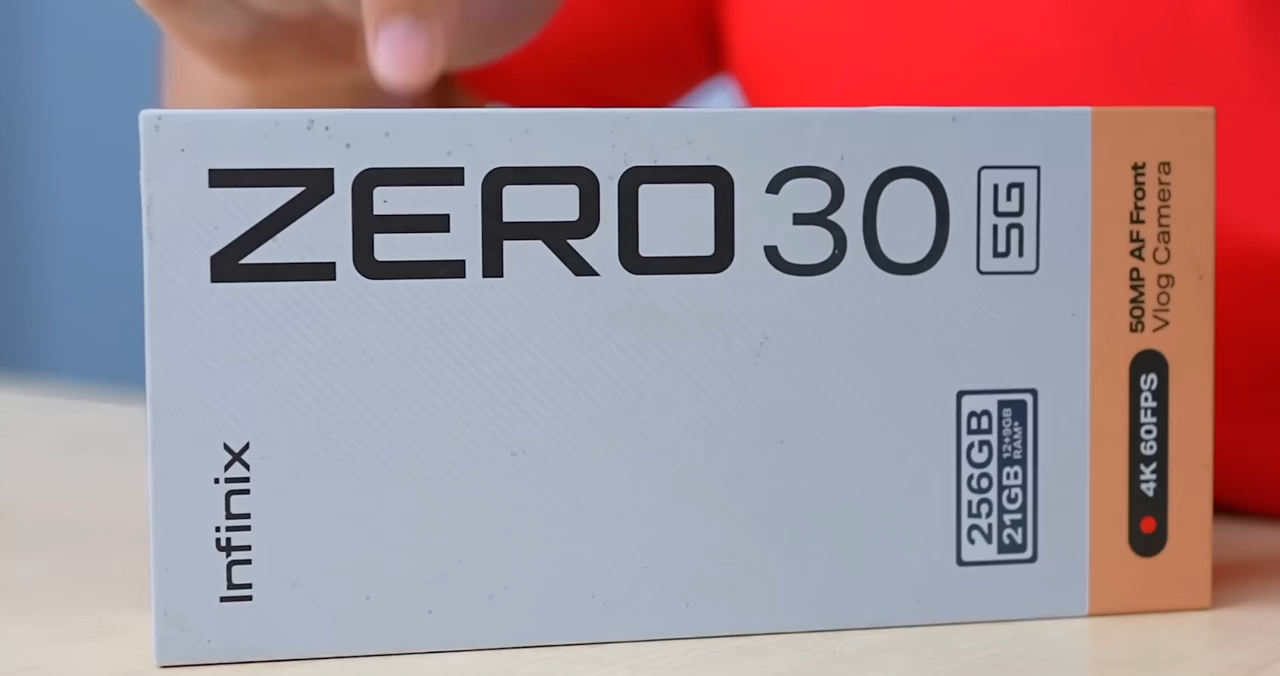 ZERO 30 5G
Infinix
256GB
21GB 12+9GB RAM*
50MP AF Front
Vlog Camera
4K 60FPS